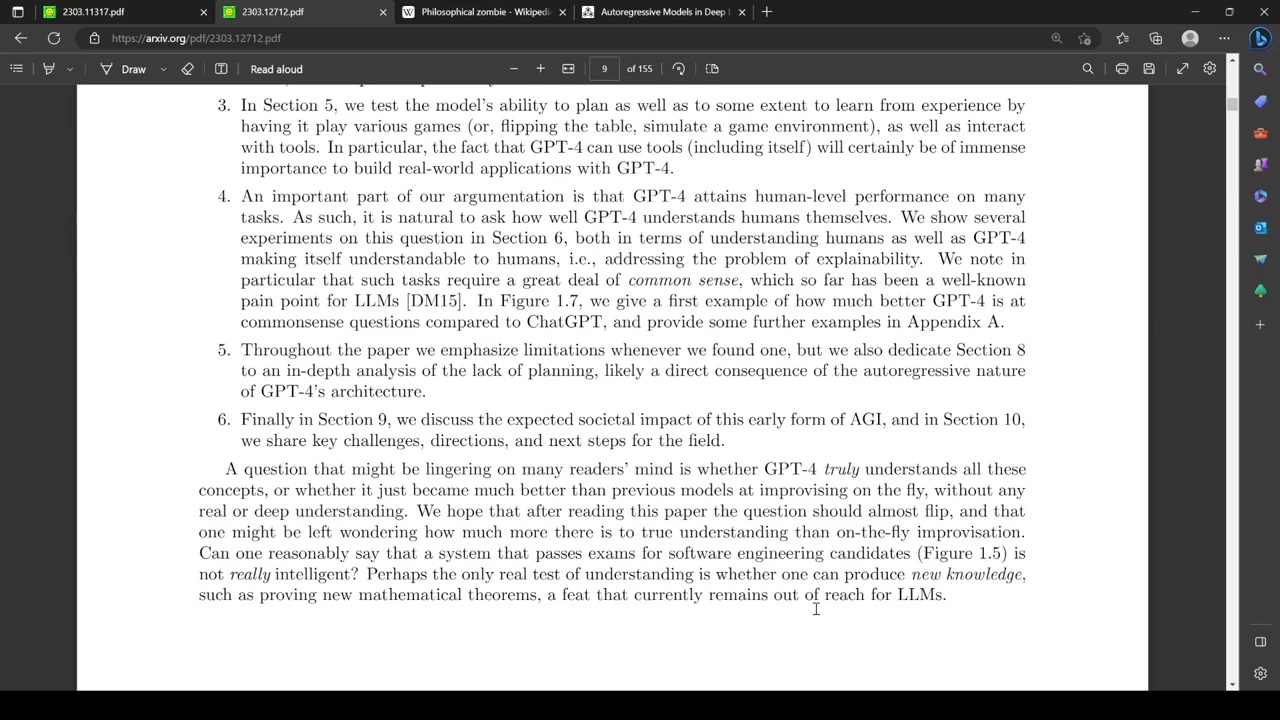 2303.11317.pdf
2303.12712.pdf
Philosophical zombie - Wikipedi
Autoregressive Models in Deep
https://arxiv.org/pdf/2303.12712.pdf
Draw
Read aloud
9 of 155
3. In Section 5, we test the model's ability to plan as well as to some extent to learn from experience by
having it play various games (or, flipping the table, simulate a game environment), as well as interact
with tools. In particular, the fact that GPT-4 can use tools (including itself) will certainly be of immense
importance to build real-world applications with GPT-4.
4. An important part of our argumentation is that GPT-4 attains human-level performance on many
tasks. As such, it is natural to ask how well GPT-4 understands humans themselves. We show several
experiments on this question in Section 6, both in terms of understanding humans as well as GPT-4
making itself understandable to humans, i.e., addressing the problem of explainability. We note in
particular that such tasks require a great deal of common sense, which so far has been a well-known
pain point for LLMs [DM15]. In Figure 1.7, we give a first example of how much better GPT-4 is at
commonsense questions compared to ChatGPT, and provide some further examples in Appendix A.
5. Throughout the paper we emphasize limitations whenever we found one, but we also dedicate Section 8
to an in-depth analysis of the lack of planning, likely a direct consequence of the autoregressive nature
of GPT-4's architecture.
6. Finally in Section 9, we discuss the expected societal impact of this early form of AGI, and in Section 10,
we share key challenges, directions, and next steps for the field.
A question that might be lingering on many readers' mind is whether GPT-4 truly understands all these
concepts, or whether it just became much better than previous models at improvising on the fly, without any
real or deep understanding. We hope that after reading this paper the question should almost flip, and that
one might be left wondering how much more there is to true understanding than on-the-fly improvisation.
Can one reasonably say that a system that passes exams for software engineering candidates (Figure 1.5) is
not really intelligent? Perhaps the only real test of understanding is whether one can produce new knowledge,
such as proving new mathematical theorems, a feat that currently remains out of reach for LLMs.